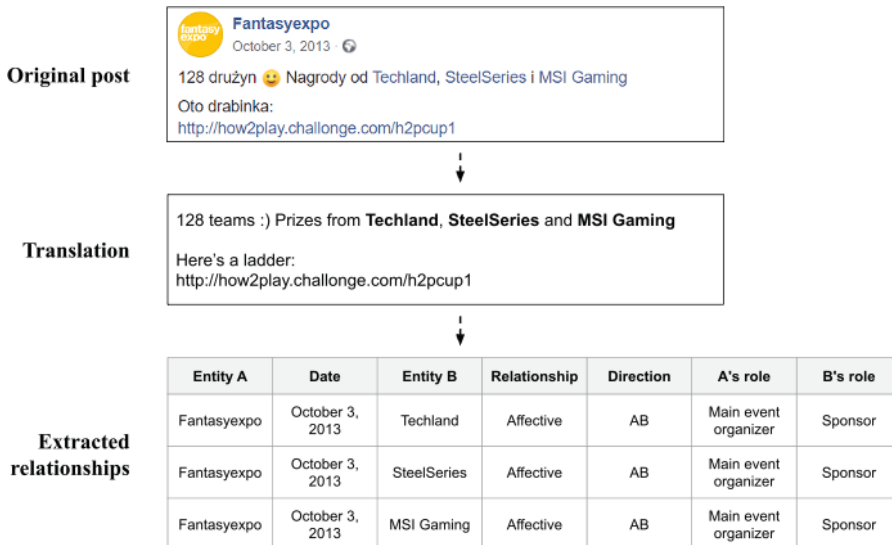 fantasy
expo
Fantasyexpo
October 3, 2013 ·
Original post
128 drużyn 😃 Nagrody od Techland, SteelSeries i MSI Gaming
Oto drabinka:
http://how2play.challonge.com/h2pcup1
Translation
128 teams :) Prizes from Techland, SteelSeries and MSI Gaming
Here's a ladder:
http://how2play.challonge.com/h2pcup1
Extracted
relationships
Entity A Date Entity B Relationship Direction A's role B's role
Fantasyexpo October 3, 2013 Techland Affective AB Main event organizer Sponsor
Fantasyexpo October 3, 2013 SteelSeries Affective AB Main event organizer Sponsor
Fantasyexpo October 3, 2013 MSI Gaming Affective AB Main event organizer Sponsor